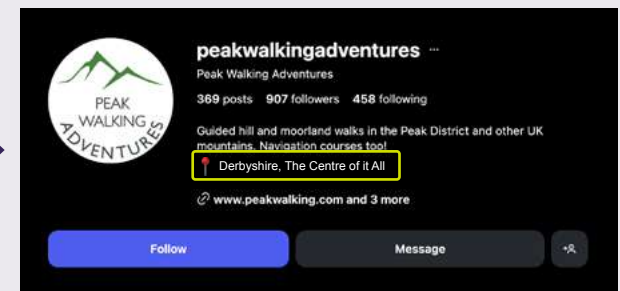 peakwalkingadventures ...
Peak Walking Adventures
369 posts 907 followers 458 following
PEAK
WALKING
ADVENTURES
Guided hill and moorland walks in the Peak District and other UK
mountains. Navigation courses too!
Derbyshire, The Centre of it All
www.peakwalking.com and 3 more
Follow
Message